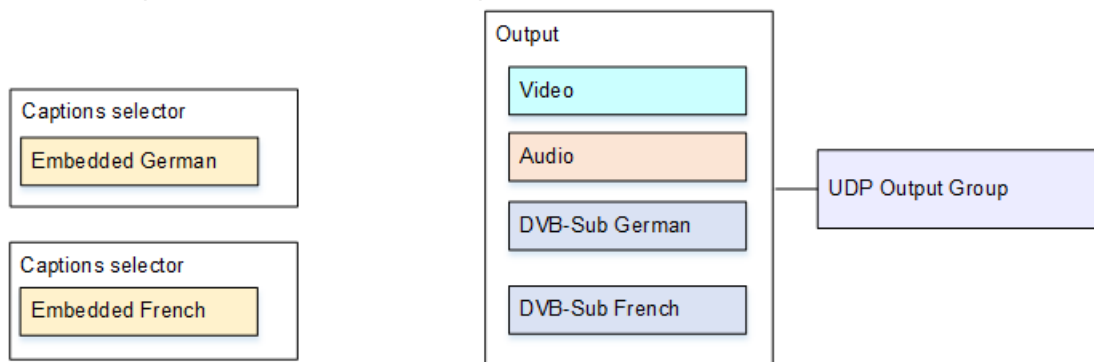 Captions selector
Embedded German
Captions selector
Embedded French
Output
Video
Audio
DVB-Sub German
DVB-Sub French
UDP Output Group